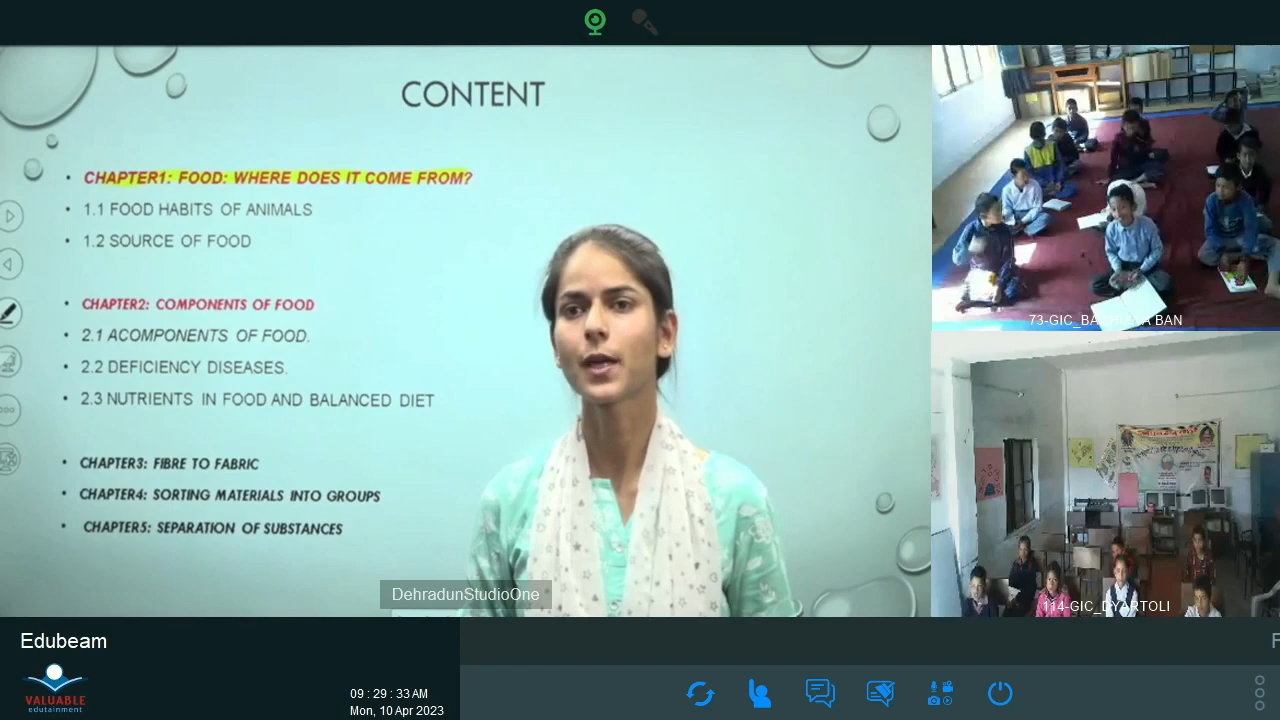 CONTENT
• CHAPTER1: FOOD: WHERE DOES IT COME FROM?
• 1.1 FOOD HABITS OF ANIMALS
• 1.2 SOURCE OF FOOD
• CHAPTER2: COMPONENTS OF FOOD
• 2.1 ACOMPONENTS OF FOOD.
• 2.2 DEFICIENCY DISEASES.
• 2.3 NUTRIENTS IN FOOD AND BALANCED DIET
• CHAPTER3: FIBRE TO FABRIC
• CHAPTER4: SORTING MATERIALS INTO GROUPS
• CHAPTER5: SEPARATION OF SUBSTANCES
DehradunStudioOne
BAN
114-GIC_DYARTOLI
Edubeam
VALUABLE
edutainment
09 : 29 : 33 AM
Mon, 10 Apr 2023